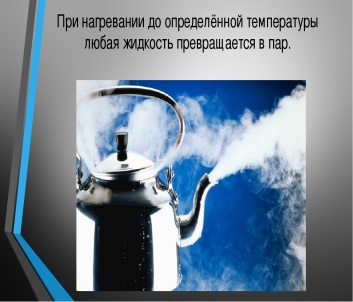 При нагревании до определённой температуры
любая жидкость превращается в пар.